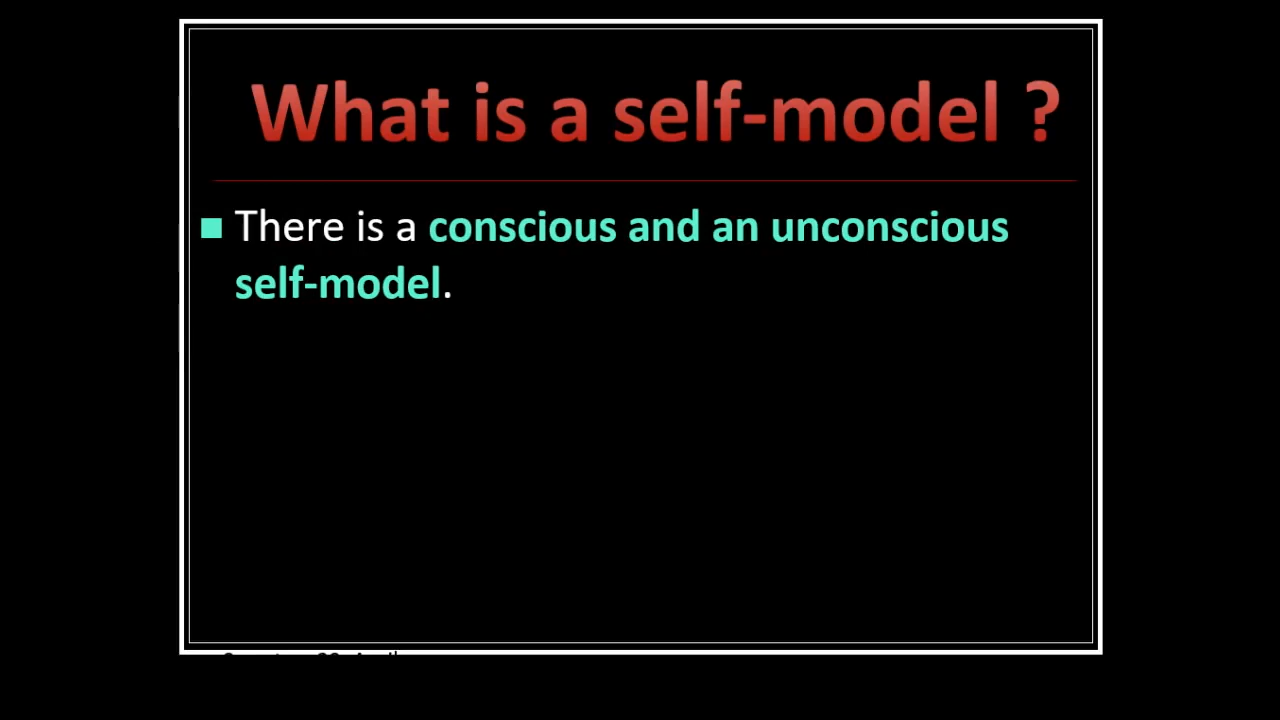 What is a self-model ?
There is a conscious and an unconscious
self-model.